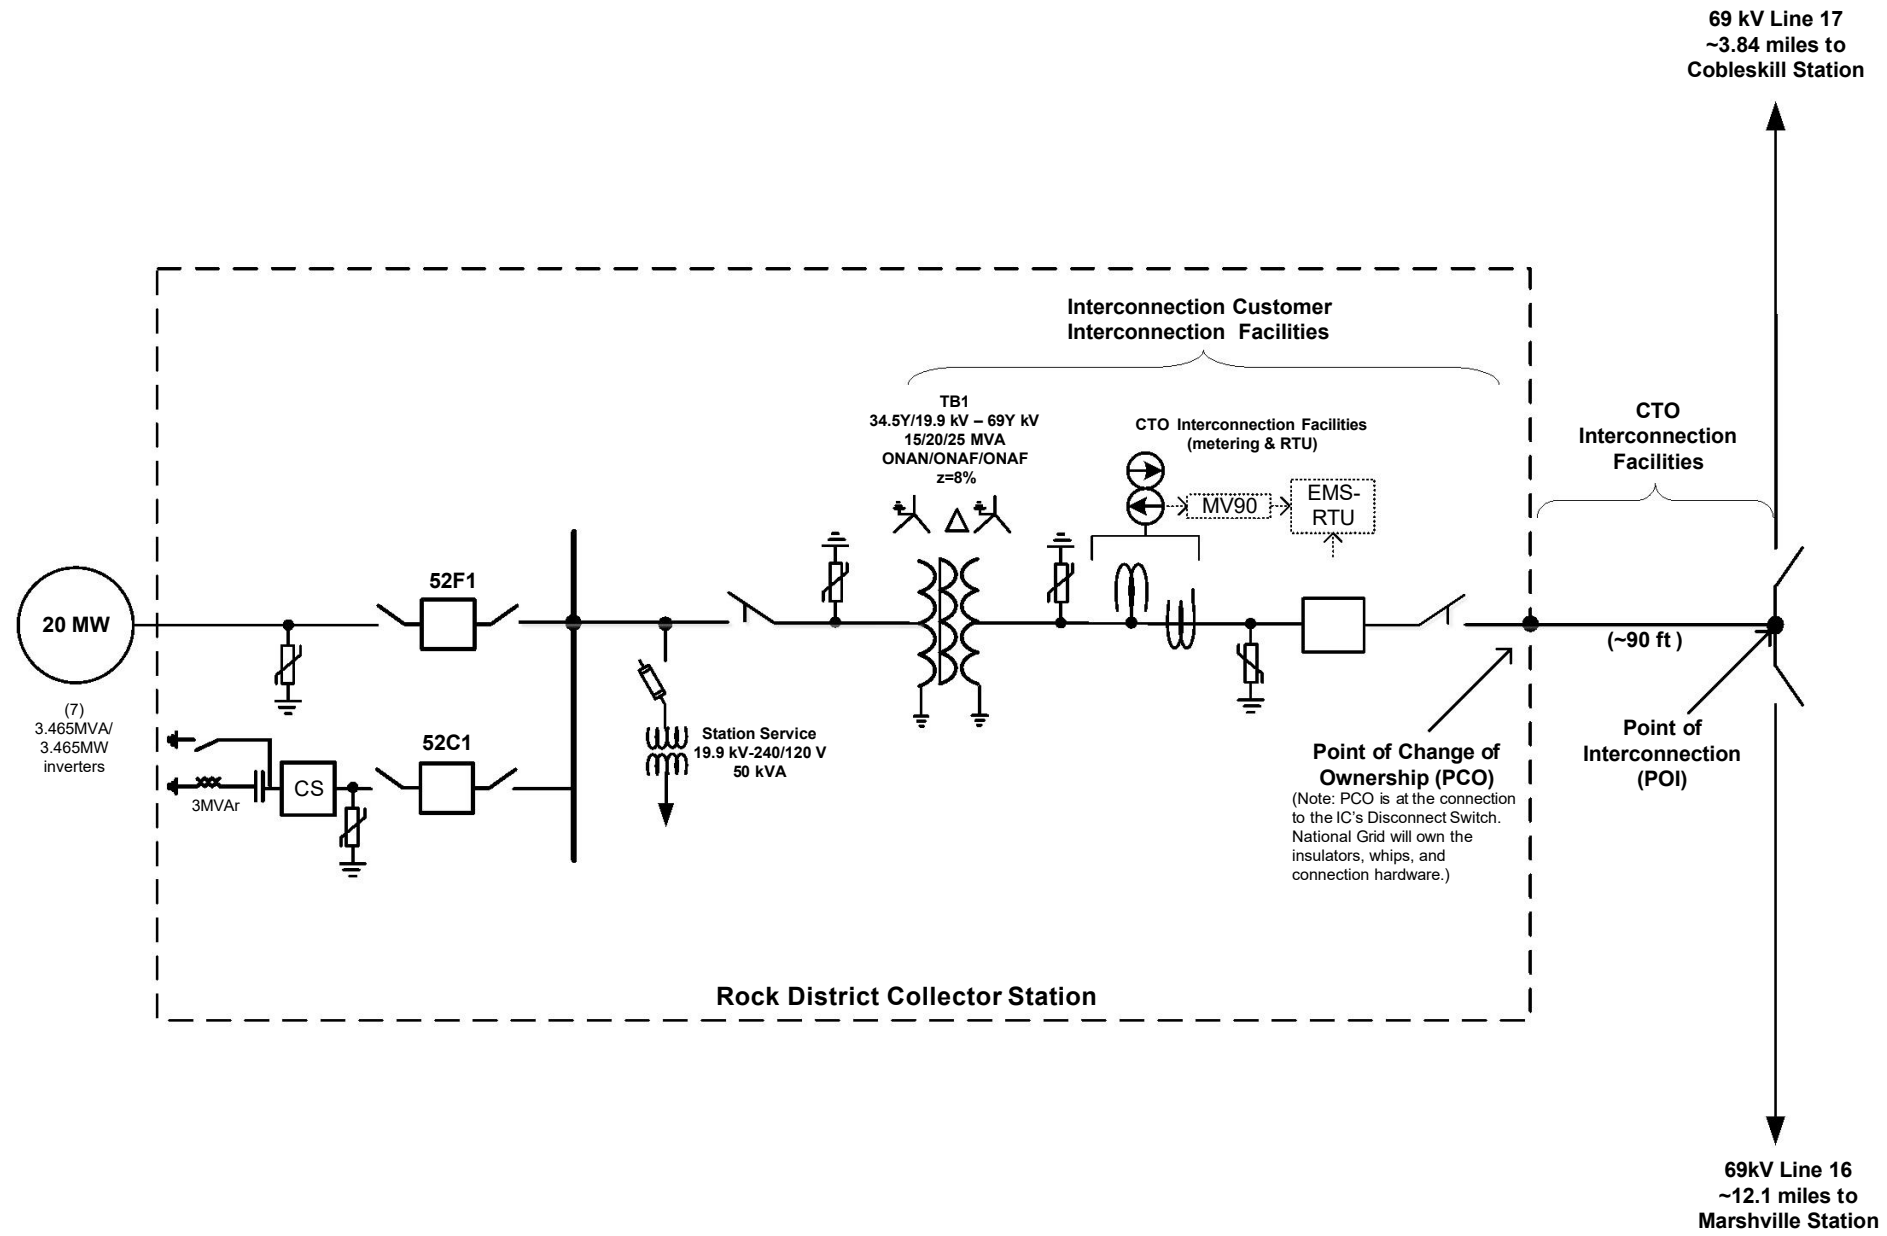 69 kV Line 17
~3.84 miles to
Cobleskill Station
Interconnection Customer
Interconnection Facilities
TB1
34.5Y/19.9 kV – 69Y kV
15/20/25 MVA
ONAN/ONAF/ONAF
z=8%
CTO Interconnection Facilities
(metering & RTU)
MV90
EMS-
RTU
CTO
Interconnection
Facilities
52F1
20 MW
(7)
3.465MVA/
3.465MW
inverters
52C1
CS
3MVAr
Station Service
19.9 kV-240/120 V
50 kVA
(~90 ft )
Point of Change of
Ownership (PCO)
(Note: PCO is at the connection
to the IC’s Disconnect Switch.
National Grid will own the
insulators, whips, and
connection hardware.)
Point of
Interconnection
(POI)
Rock District Collector Station
69kV Line 16
~12.1 miles to
Marshville Station